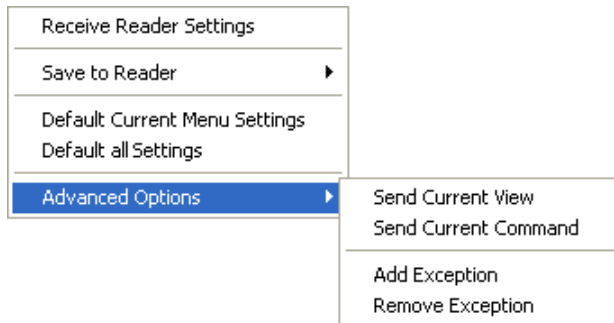 Receive Reader Settings
Save to Reader
Default Current Menu Settings
Default all Settings
Advanced Options
Send Current View
Send Current Command
Add Exception
Remove Exception